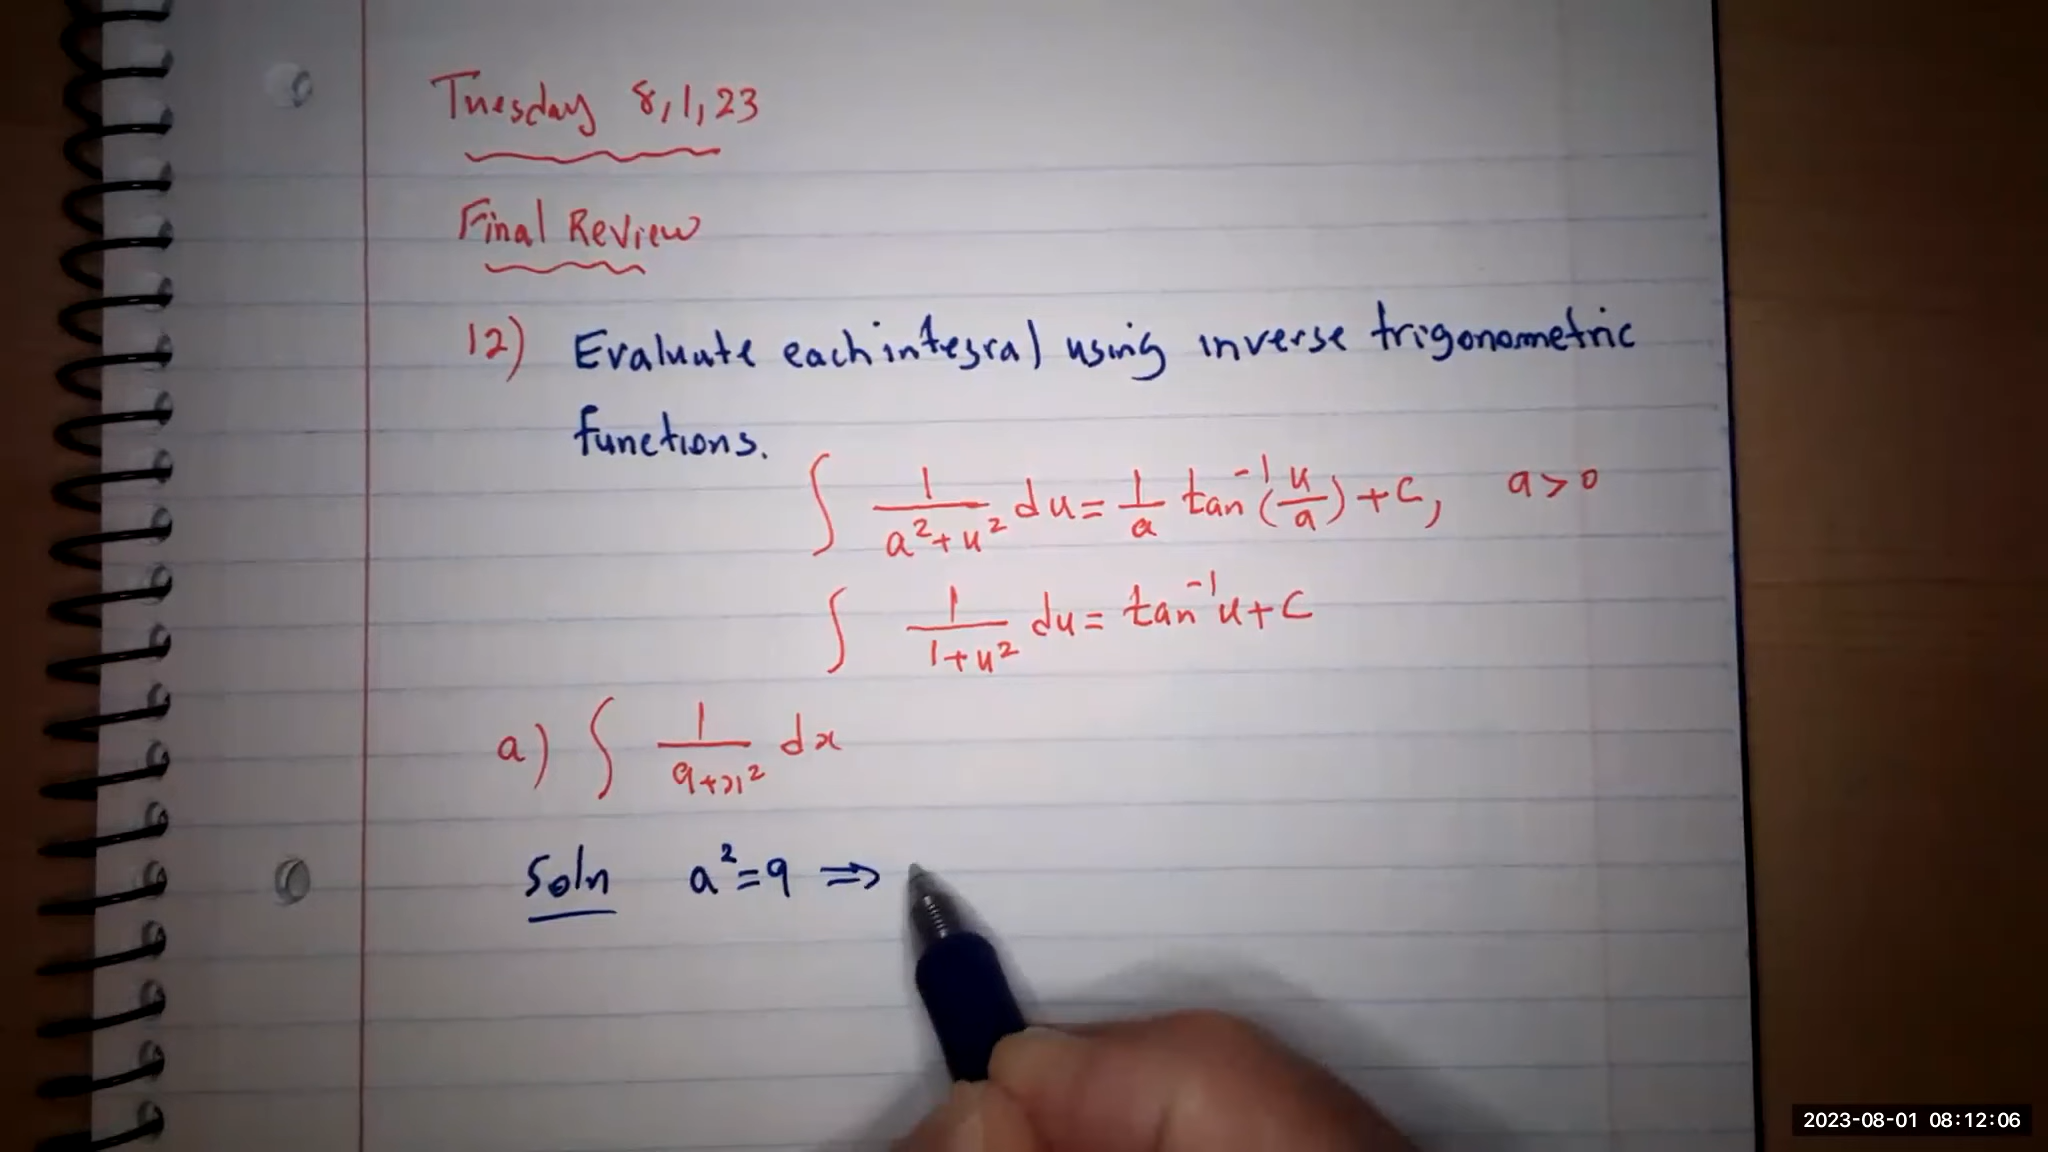 Tuesday 8,1,23
Final Review
12) Evaluate each integral using inverse trigonometric
functions.
∫ 1/(a²+u²) du = 1/a tan⁻¹(u/a) + C, a>0
∫ 1/(1+u²) du = tan⁻¹u + C
a) ∫ 1/(9+x²) dx
Soln a²=9 ⇒
2023-08-01 08:12:06